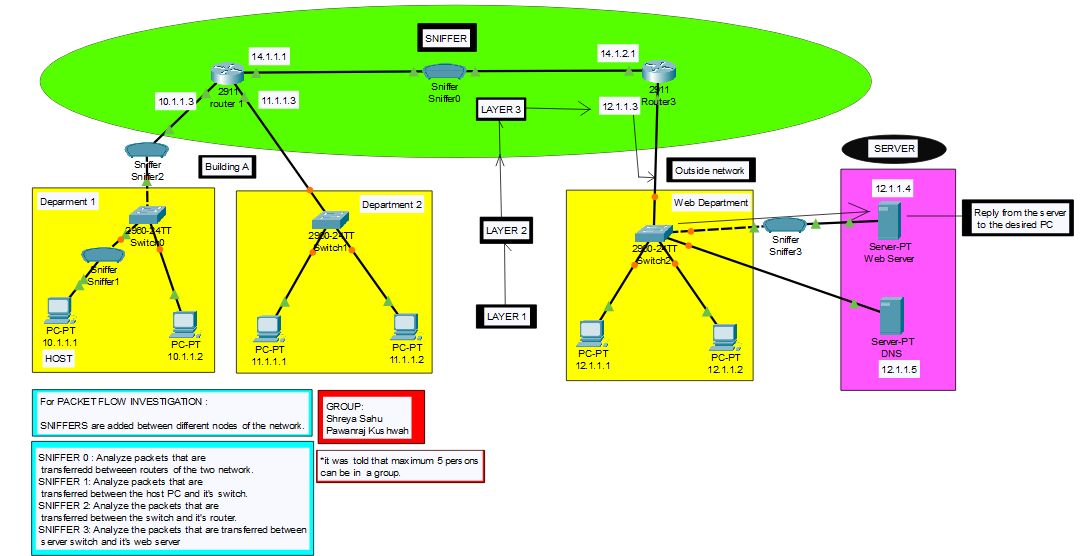 SNIFFER
14.1.1.1
14.1.2.1
2911
router 1
Sniffer
Sniffer0
2911
Router3
10.1.1.3
11.1.1.3
LAYER 3
12.1.1.3
Sniffer
Sniffer2
Building A
Outside network
SERVER
Deparment 1
Department 2
Web Department
12.1.1.4
Reply from the server
to the desired PC
2960-24TT
Switch0
2960-24TT
Switch1
LAYER 2
2960-24TT
Switch2
Sniffer
Sniffer3
Server-PT
Web Server
Sniffer
Sniffer1
LAYER 1
PC-PT
10.1.1.1
HOST
PC-PT
10.1.1.2
PC-PT
11.1.1.1
PC-PT
11.1.1.2
PC-PT
12.1.1.1
PC-PT
12.1.1.2
Server-PT
DNS
12.1.1.5
For PACKET FLOW INVESTIGATION :
SNIFFERS are added between different nodes of the network.
GROUP:
Shreya Sahu
Pawanraj Kushwah
SNIFFER 0 : Analyze packets that are
transferredd betweeen routers of the two network.
SNIFFER 1: Analyze packets that are
transferred between the host PC and it's switch.
SNIFFER 2: Analyze the packets that are
transferred between the switch and it's router.
SNIFFER 3: Analyze the packets that are transferred between
server switch and it's web server
*it was told that maximum 5 persons
can be in a group.